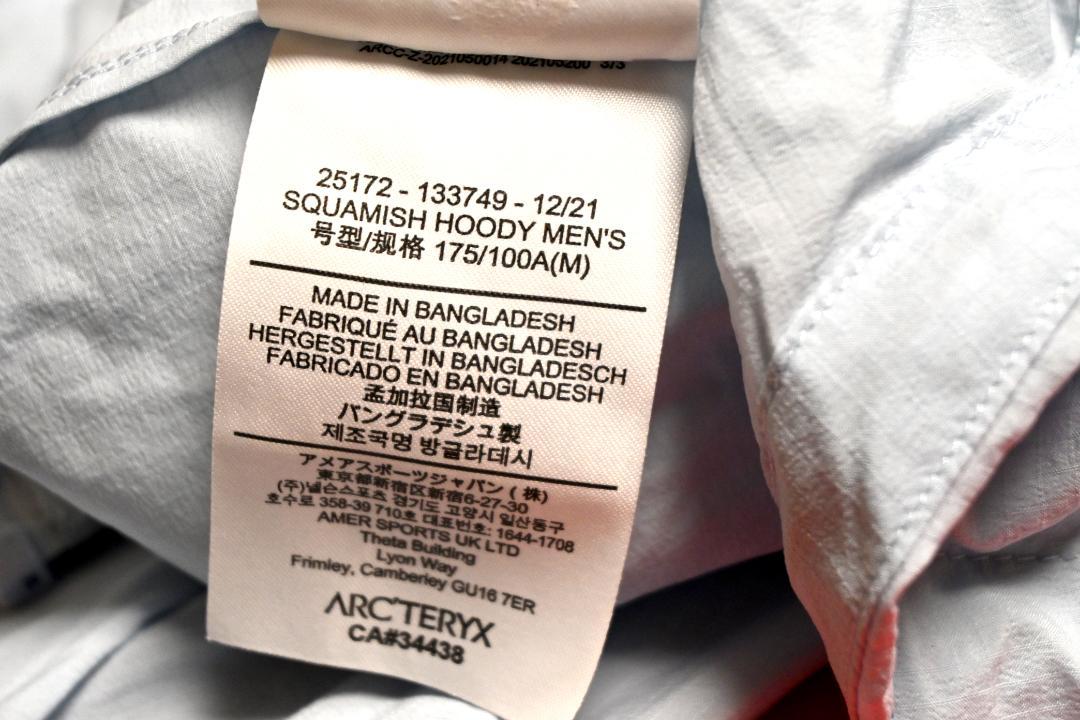 ARCC-Z-2021050014 202105200 3/3
25172 - 133749 - 12/21
SQUAMISH HOODY MEN'S
号型/规格 175/100A(M)
MADE IN BANGLADESH
FABRIQUÉ AU BANGLADESH
HERGESTELLT IN BANGLADESCH
FABRICADO EN BANGLADESH
孟加拉国制造
バングラデシュ製
제조국명 방글라데시
アメアスポーツジャパン ( 株)
東京都新宿区新宿6-27-30
(주)넬슨스포츠 경기도 고양시 일산동구
호수로 358-39 710호 대표번호: 1644-1708
AMER SPORTS UK LTD
Theta Building
Lyon Way
Frimley, Camberley GU16 7ER
ARC'TERYX
CA#34438